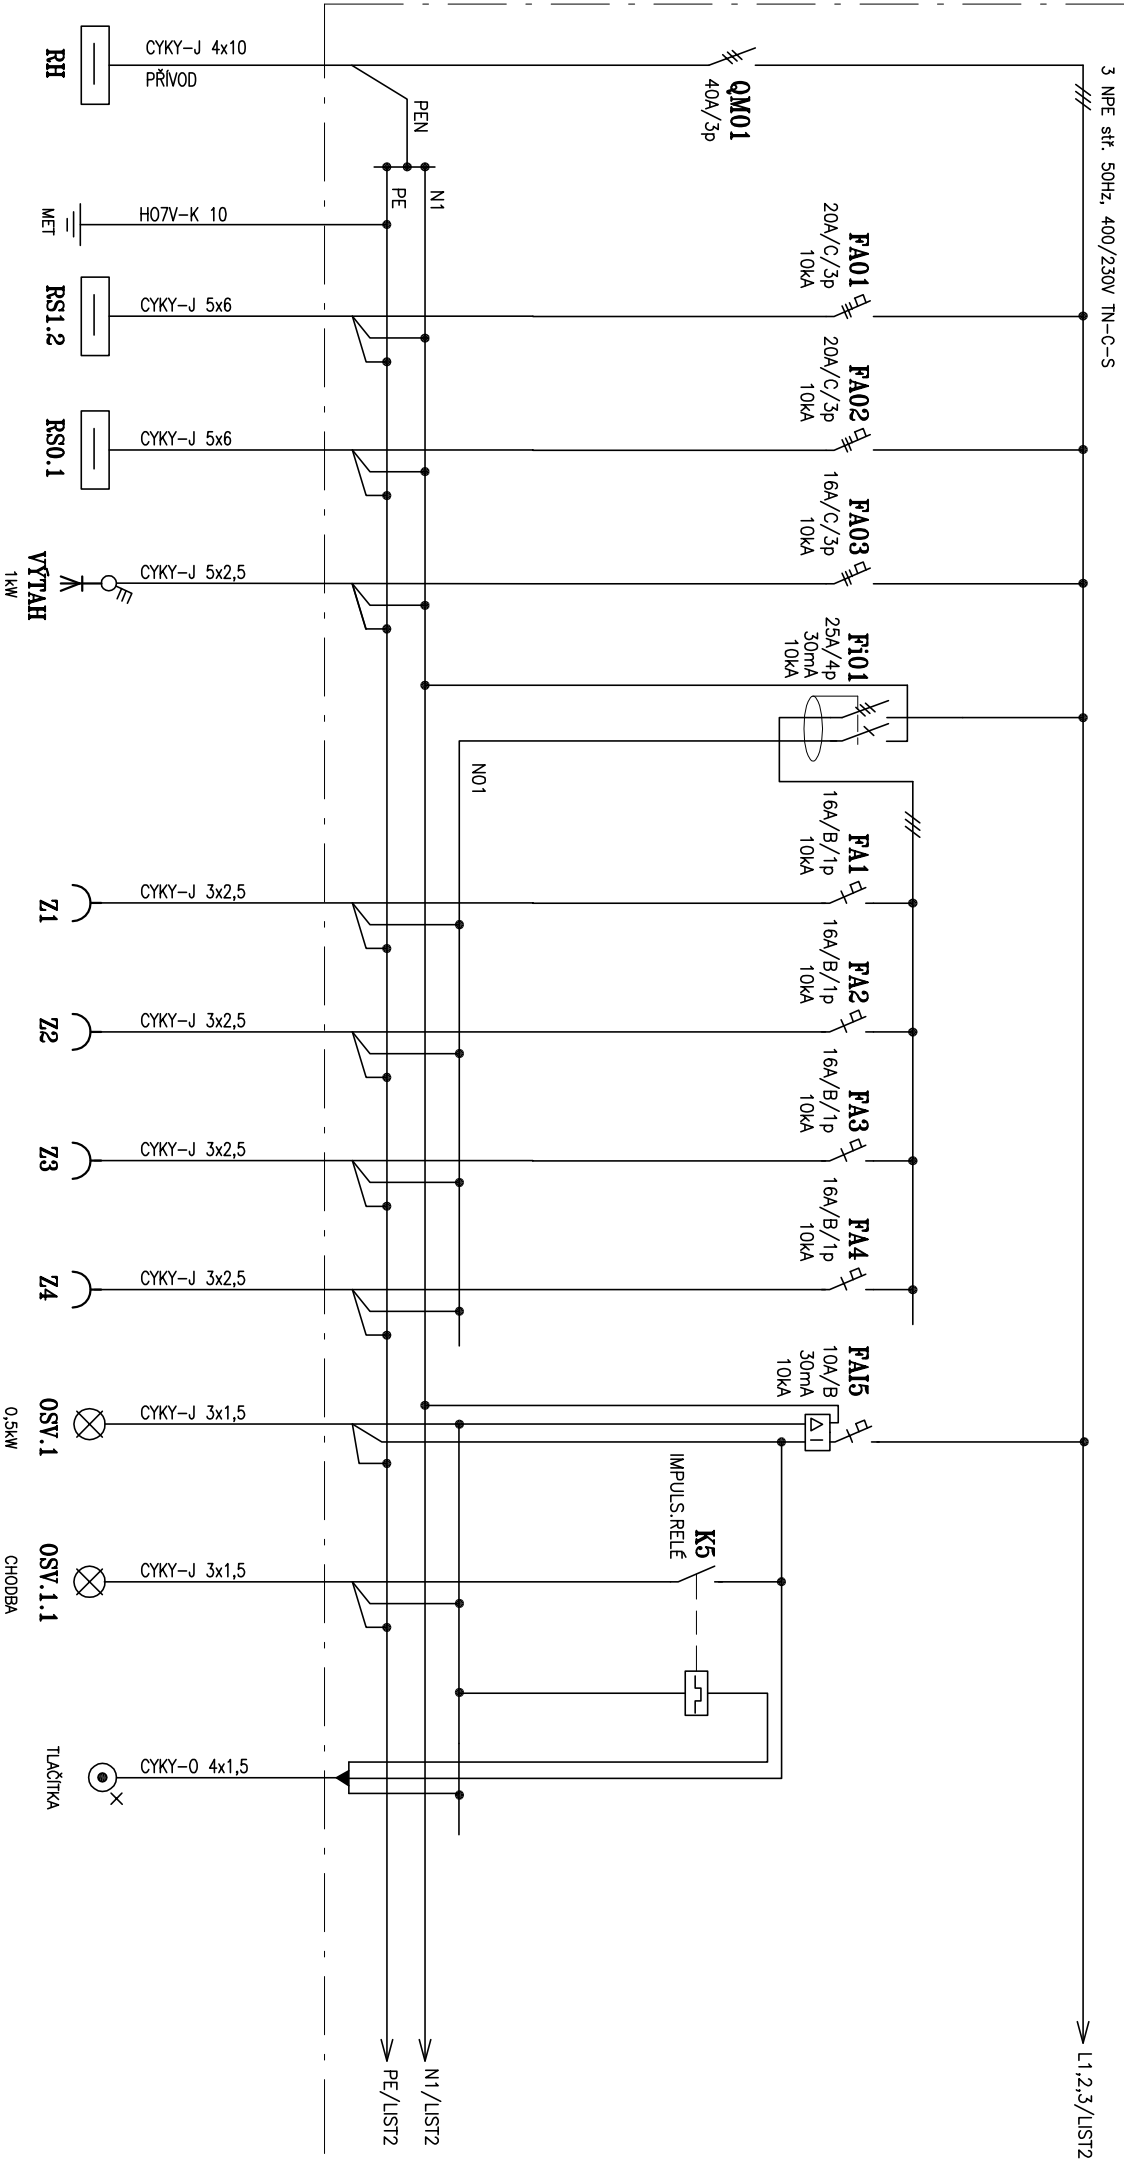 3 NPE stř. 50Hz, 400/230V TN-C-S
L1,2,3/LIST2
QM01
40A/3p
FA01
20A/C/3p
10kA
FA02
20A/C/3p
10kA
FA03
16A/C/3p
10kA
Fi01
25A/4p
30mA
10kA
FA1
16A/B/1p
10kA
FA2
16A/B/1p
10kA
FA3
16A/B/1p
10kA
FA4
16A/B/1p
10kA
FAI5
10A/B
30mA
10kA
K5
IMPULS.RELÉ
N01
PEN
N1
PE
N1/LIST2
PE/LIST2
CYKY-J 4x10
PŘÍVOD
H07V-K 10
CYKY-J 5x6
CYKY-J 5x6
CYKY-J 5x2,5
CYKY-J 3x2,5
CYKY-J 3x2,5
CYKY-J 3x2,5
CYKY-J 3x2,5
CYKY-J 3x1,5
CYKY-J 3x1,5
CYKY-O 4x1,5
RH
MET
RS1.2
RS0.1
VÝTAH
1kW
Z1
Z2
Z3
Z4
OSV.1
0,5kW
OSV.1.1
CHODBA
TLAČÍTKA